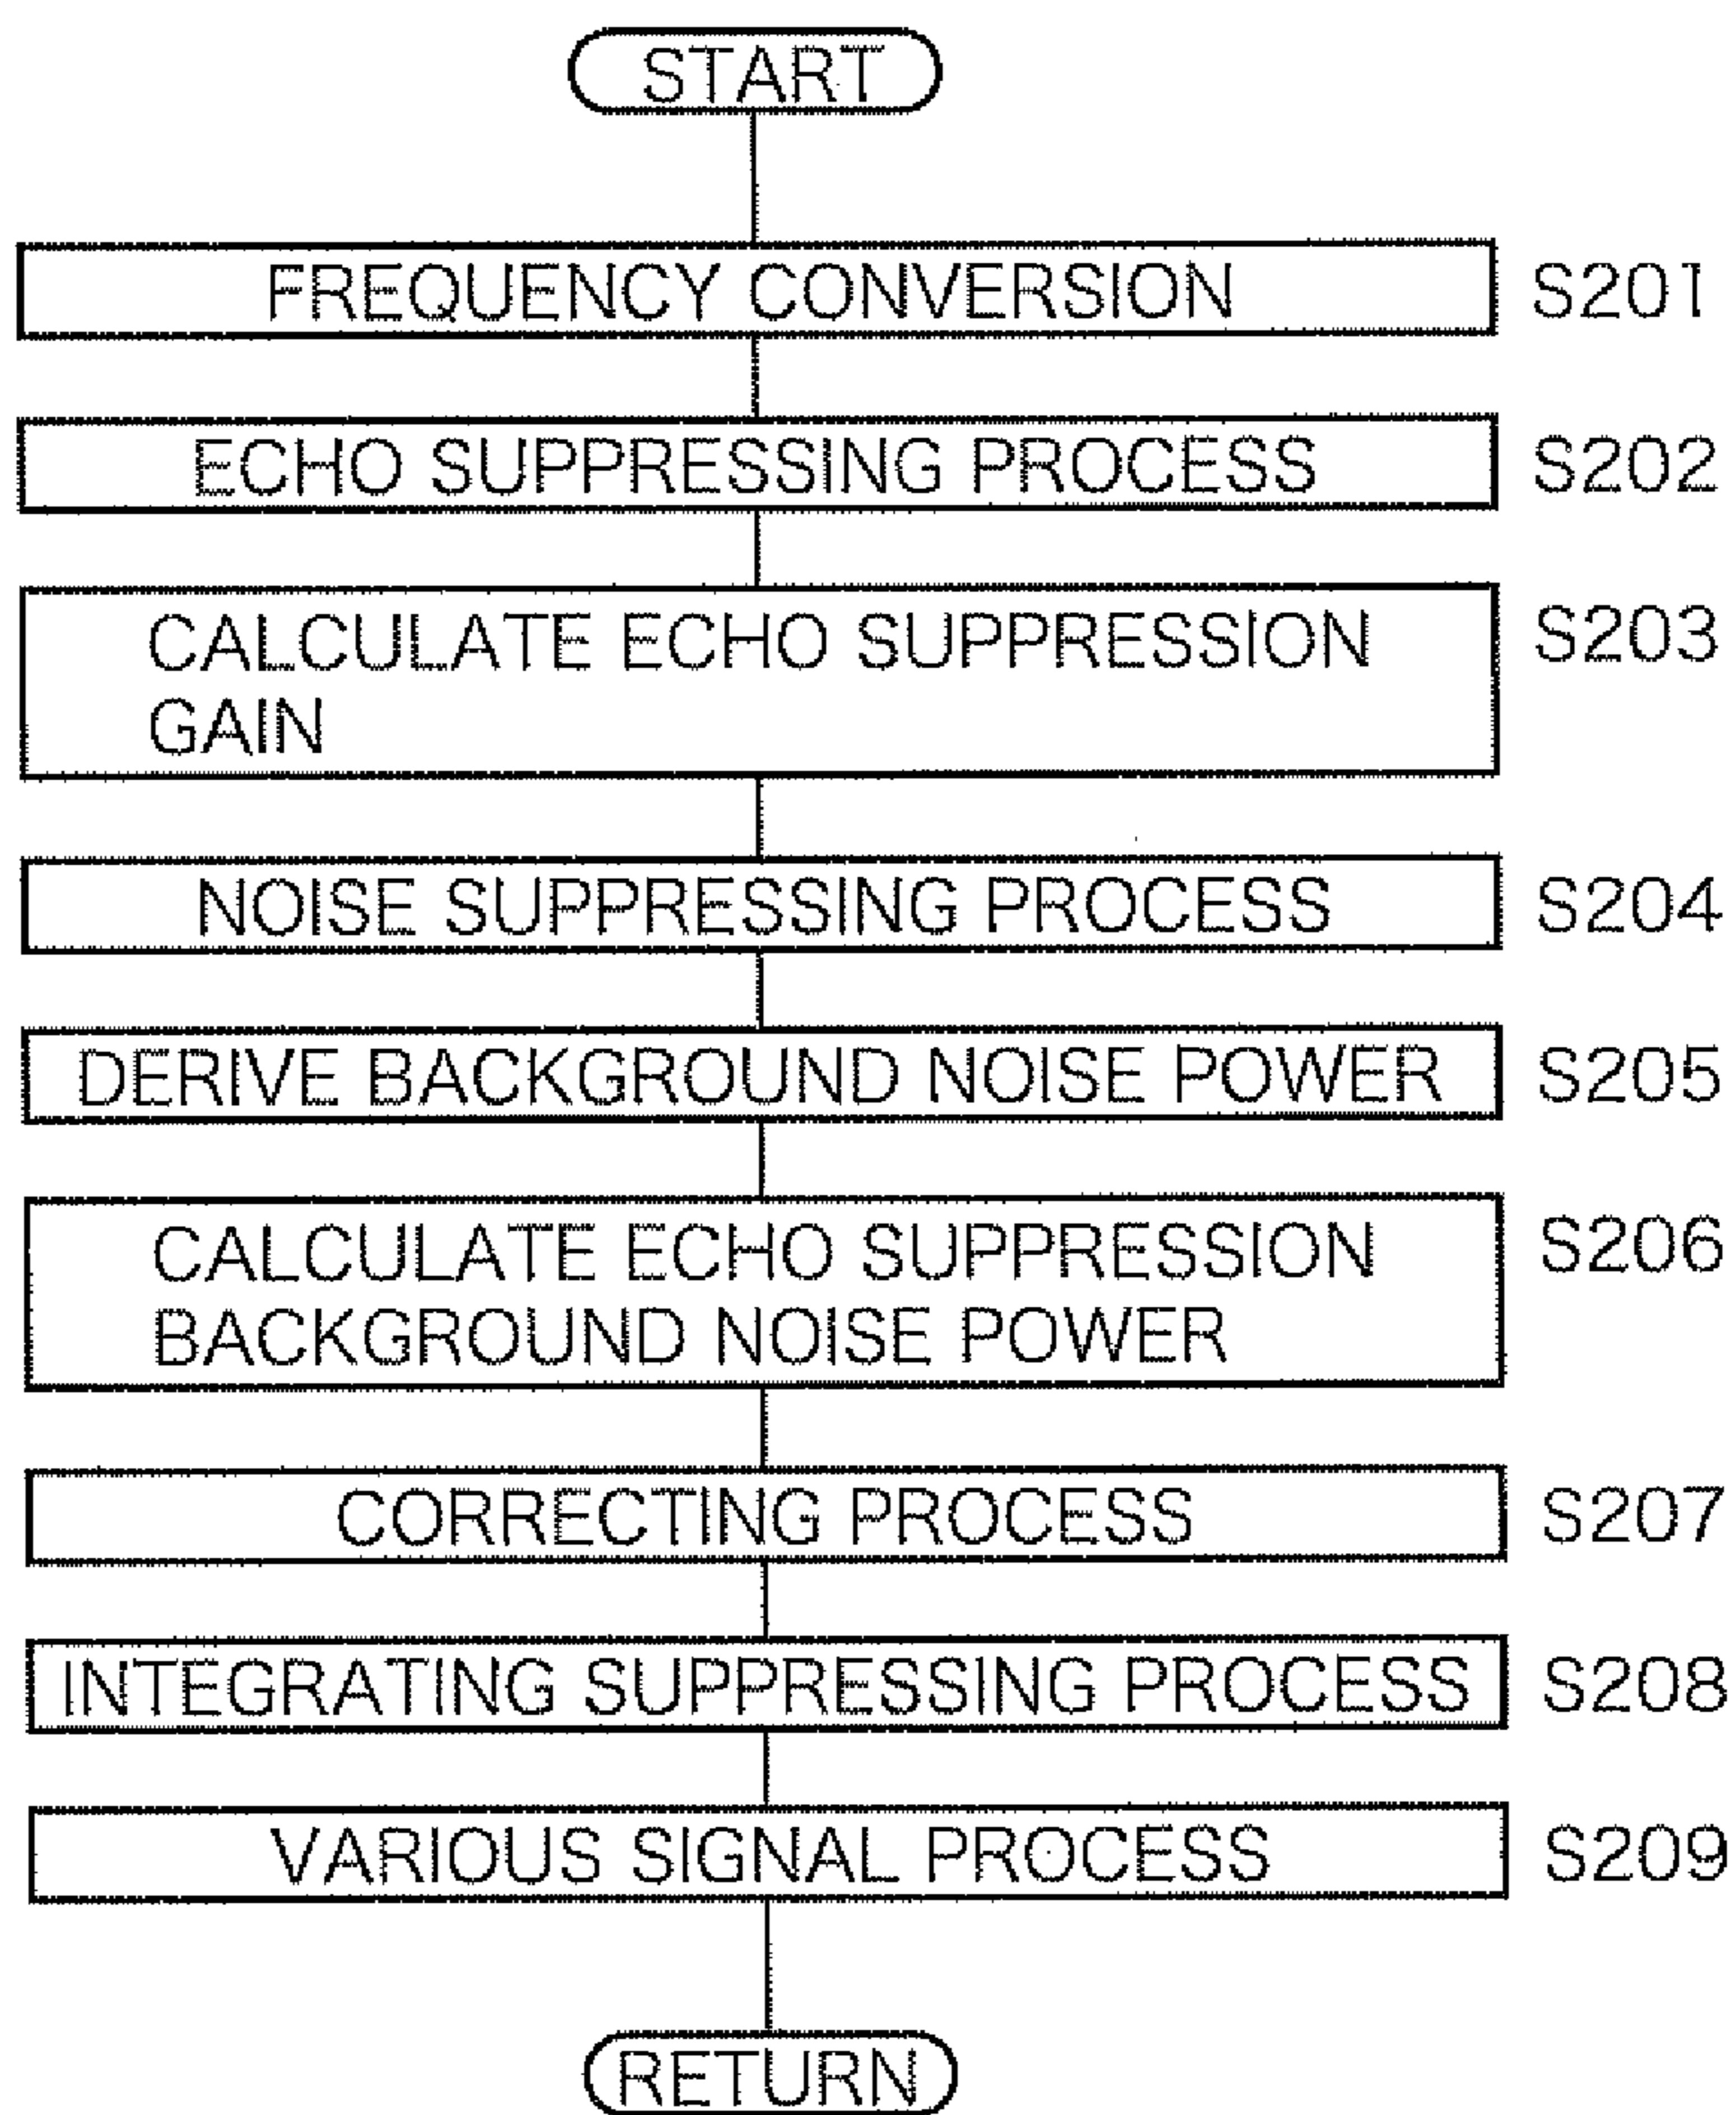 START
FREQUENCY CONVERSION S201
ECHO SUPPRESSING PROCESS S202
CALCULATE ECHO SUPPRESSION S203
GAIN
NOISE SUPPRESSING PROCESS S204
DERIVE BACKGROUND NOISE POWER S205
CALCULATE ECHO SUPPRESSION S206
BACKGROUND NOISE POWER
CORRECTING PROCESS S207
INTEGRATING SUPPRESSING PROCESS S208
VARIOUS SIGNAL PROCESS S209
RETURN